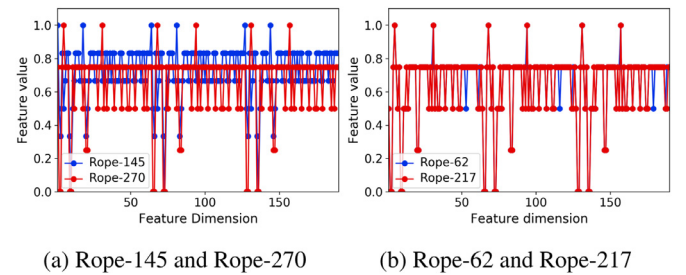 Feature value
1.0
0.8
0.6
0.4
0.2
0.0
Rope-145
Rope-270
50
100
150
Feature Dimension
(a) Rope-145 and Rope-270
Feature value
1.0
0.8
0.6
0.4
0.2
0.0
Rope-62
Rope-217
50
100
150
Feature dimension
(b) Rope-62 and Rope-217